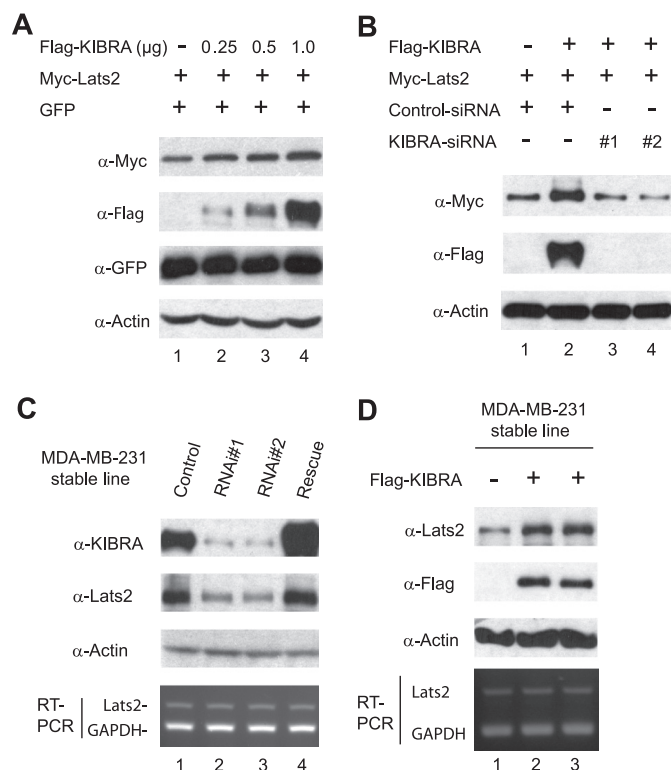 A
Flag-KIBRA (μg) – 0.25 0.5 1.0
Myc-Lats2 + + + +
GFP + + + +
α-Myc
α-Flag
α-GFP
α-Actin
1 2 3 4
B
Flag-KIBRA - + + +
Myc-Lats2 + + + +
Control-siRNA + + - -
KIBRA-siRNA - - #1 #2
α-Myc
α-Flag
α-Actin
1 2 3 4
C
MDA-MB-231
stable line
Control RNAi#1 RNAi#2 Rescue
α-KIBRA
α-Lats2
α-Actin
RT-
PCR
Lats2-
GAPDH-
1 2 3 4
D
MDA-MB-231
stable line
Flag-KIBRA - + +
α-Lats2
α-Flag
α-Actin
RT-
PCR
Lats2
GAPDH
1 2 3